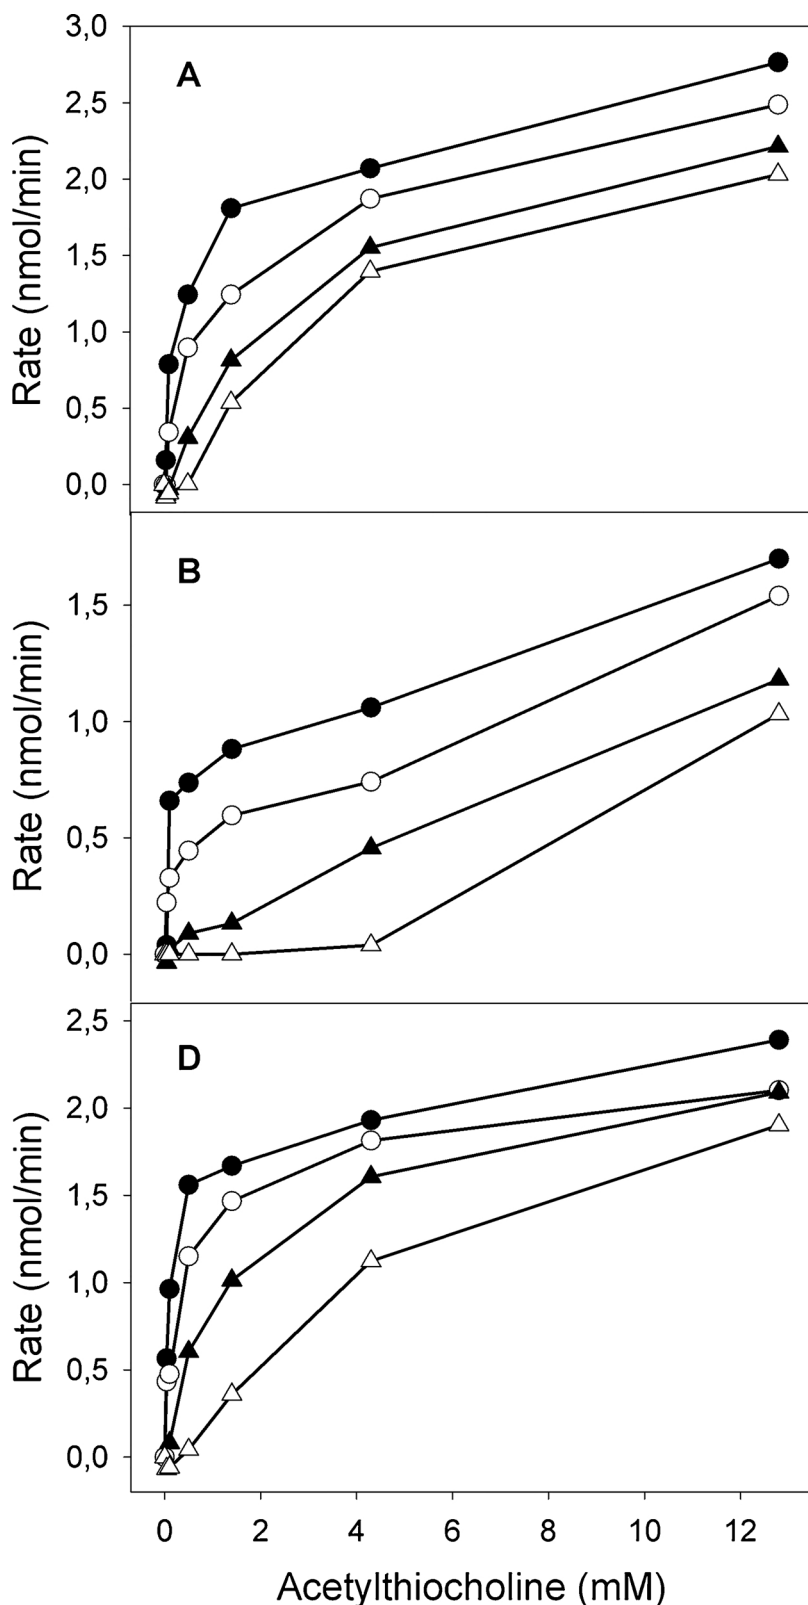 3,0
A
2,5
2,0
1,5
1,0
0,5
0,0
Rate (nmol/min)
B
1,5
1,0
0,5
0,0
Rate (nmol/min)
2,5
D
2,0
1,5
1,0
0,5
0,0
Rate (nmol/min)
0 2 4 6 8 10 12
Acetylthiocholine (mM)